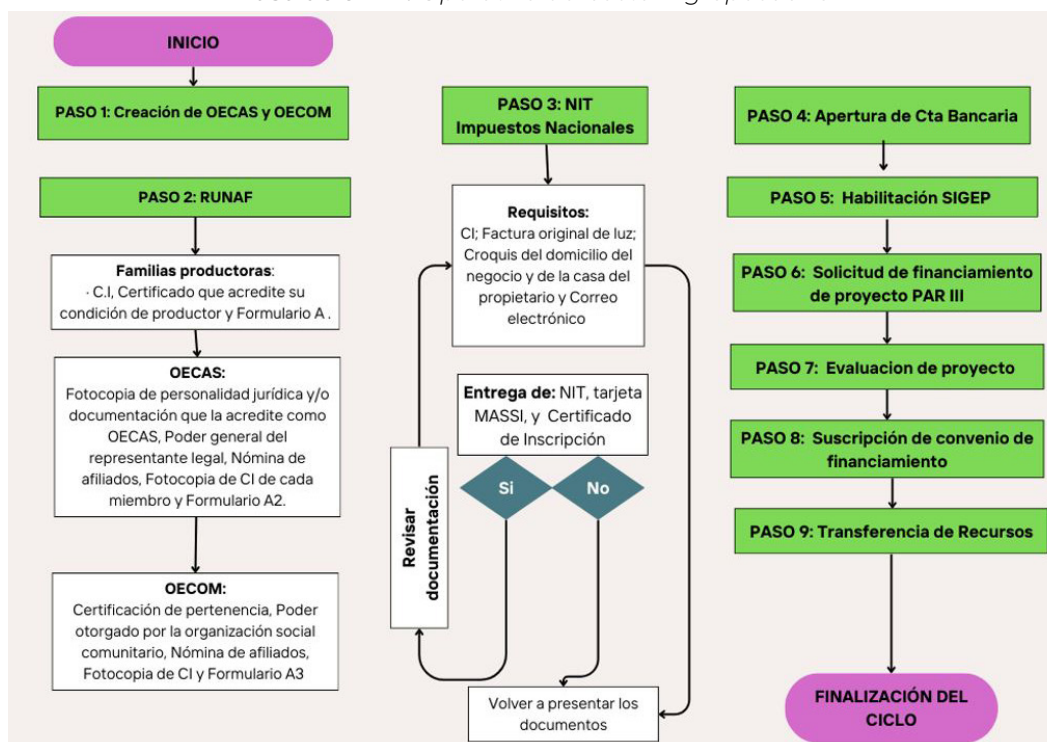 INICIO
PASO 1: Creación de OECAS y OECOM
PASO 2: RUNAF
Familias productoras:
· C.I, Certificado que acredite su
condición de productor y Formulario A .
OECAS:
Fotocopia de personalidad jurídica y/o
documentación que la acredite como
OECAS, Poder general del
representante legal, Nómina de
afiliados, Fotocopia de CI de cada
miembro y Formulario A2.
OECOM:
Certificación de pertenencia, Poder
otorgado por la organización social
comunitario, Nómina de afiliados,
Fotocopia de CI y Formulario A3
PASO 3: NIT
Impuestos Nacionales
Requisitos:
CI; Factura original de luz;
Croquis del domicilio del
negocio y de la casa del
propietario y Correo
electrónico
Entrega de: NIT, tarjeta
MASSI, y Certificado
de Inscripción
Si
No
Revisar
documentación
Volver a presentar los
documentos
PASO 4: Apertura de Cta Bancaria
PASO 5: Habilitación SIGEP
PASO 6: Solicitud de financiamiento
de proyecto PAR III
PASO 7: Evaluacion de proyecto
PASO 8: Suscripción de convenio de
financiamiento
PASO 9: Transferencia de Recursos
FINALIZACIÓN DEL
CICLO